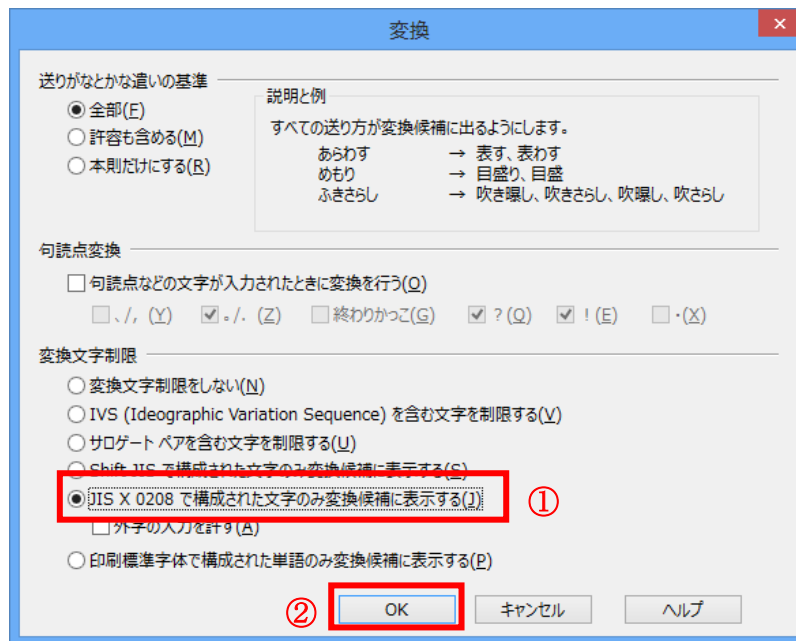 変換
送りがなとかな遣いの基準
全部(F)
許容も含める(M)
本則だけにする(R)
説明と例
すべての送り方が変換候補に出るようにします。
あらわす → 表す、表わす
めもり → 目盛り、目盛
ふきさらし → 吹き曝し、吹きさらし、吹曝し、吹さらし
句読点変換
句読点などの文字が入力されたときに変換を行う(O)
、/, (Y) 。/. (Z) 終わりかっこ(G) ? (Q) ! (E) ・(X)
変換文字制限
変換文字制限をしない(N)
IVS (Ideographic Variation Sequence) を含む文字を制限する(V)
サロゲート ペアを含む文字を制限する(U)
Shift JIS で構成された文字のみ変換候補に表示する(S)
JIS X 0208 で構成された文字のみ変換候補に表示する(J) ①
外字の入力を許す(A)
印刷標準字体で構成された単語のみ変換候補に表示する(P)
② OK キャンセル ヘルプ